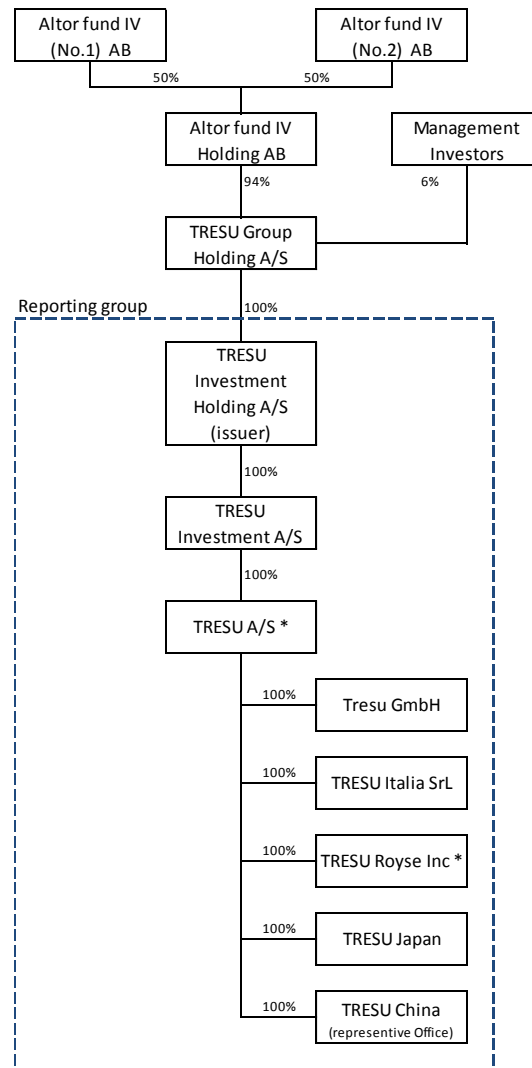 Altor fund IV
(No.1) AB
Altor fund IV
(No.2) AB
50%
50%
Altor fund IV
Holding AB
Management
Investors
94%
6%
TRESU Group
Holding A/S
Reporting group
100%
TRESU
Investment
Holding A/S
(issuer)
100%
TRESU
Investment A/S
100%
TRESU A/S *
100%
Tresu GmbH
100%
TRESU Italia SrL
100%
TRESU Royse Inc *
100%
TRESU Japan
100%
TRESU China
(representive Office)